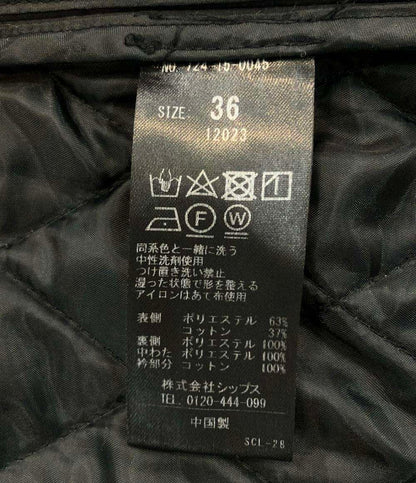 NO. 724-15-0045
SIZE: 36
12023
F W
同系色と一緒に洗う
中性洗剤使用
つけ置き洗い禁止
湿った状態で形を整える
アイロンはあて布使用
表側 ポリエステル 63%
コットン 37%
裏側 ポリエステル 100%
中わた ポリエステル 100%
衿部分 コットン 100%
株式会社シップス
TEL. 0120-444-099
中国製
SCL-28